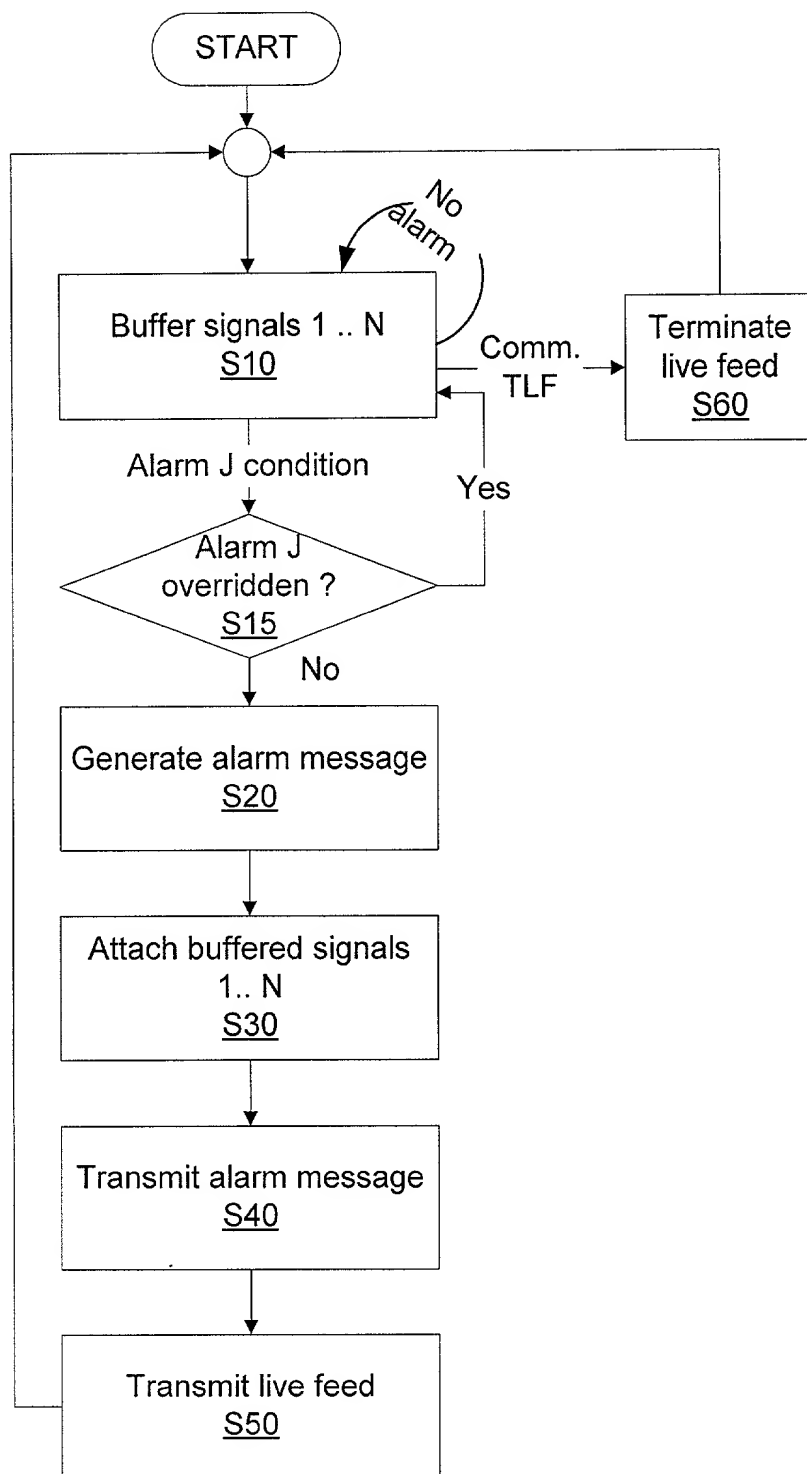 START
No
alarm
Buffer signals 1 .. N
S10
Comm.
TLF
Terminate
live feed
S60
Alarm J condition
Yes
Alarm J
overridden ?
S15
No
Generate alarm message
S20
Attach buffered signals
1.. N
S30
Transmit alarm message
S40
Transmit live feed
S50